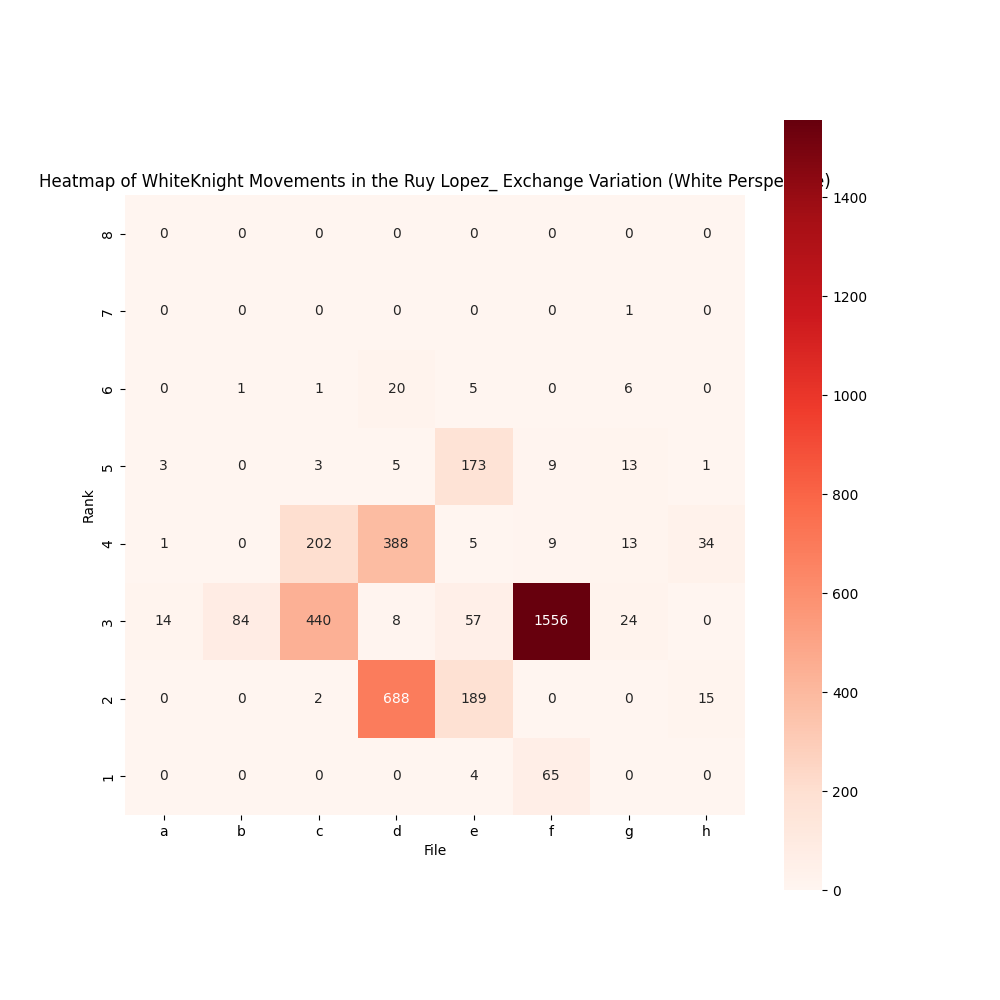 Heatmap of WhiteKnight Movements in the Ruy Lopez_ Exchange Variation (White Perspe e)
1400
8 0 0 0 0 0 0 0 0
1200
7 0 0 0 0 0 0 1 0
1000
6 0 1 1 20 5 0 6 0
800
5 3 0 3 5 173 9 13 1
Rank
4 1 0 202 388 5 9 13 34
600
3 14 84 440 8 57 1556 24 0
400
2 0 0 2 688 189 0 0 15
200
1 0 0 0 0 4 65 0 0
a b c d e f g h
File
0